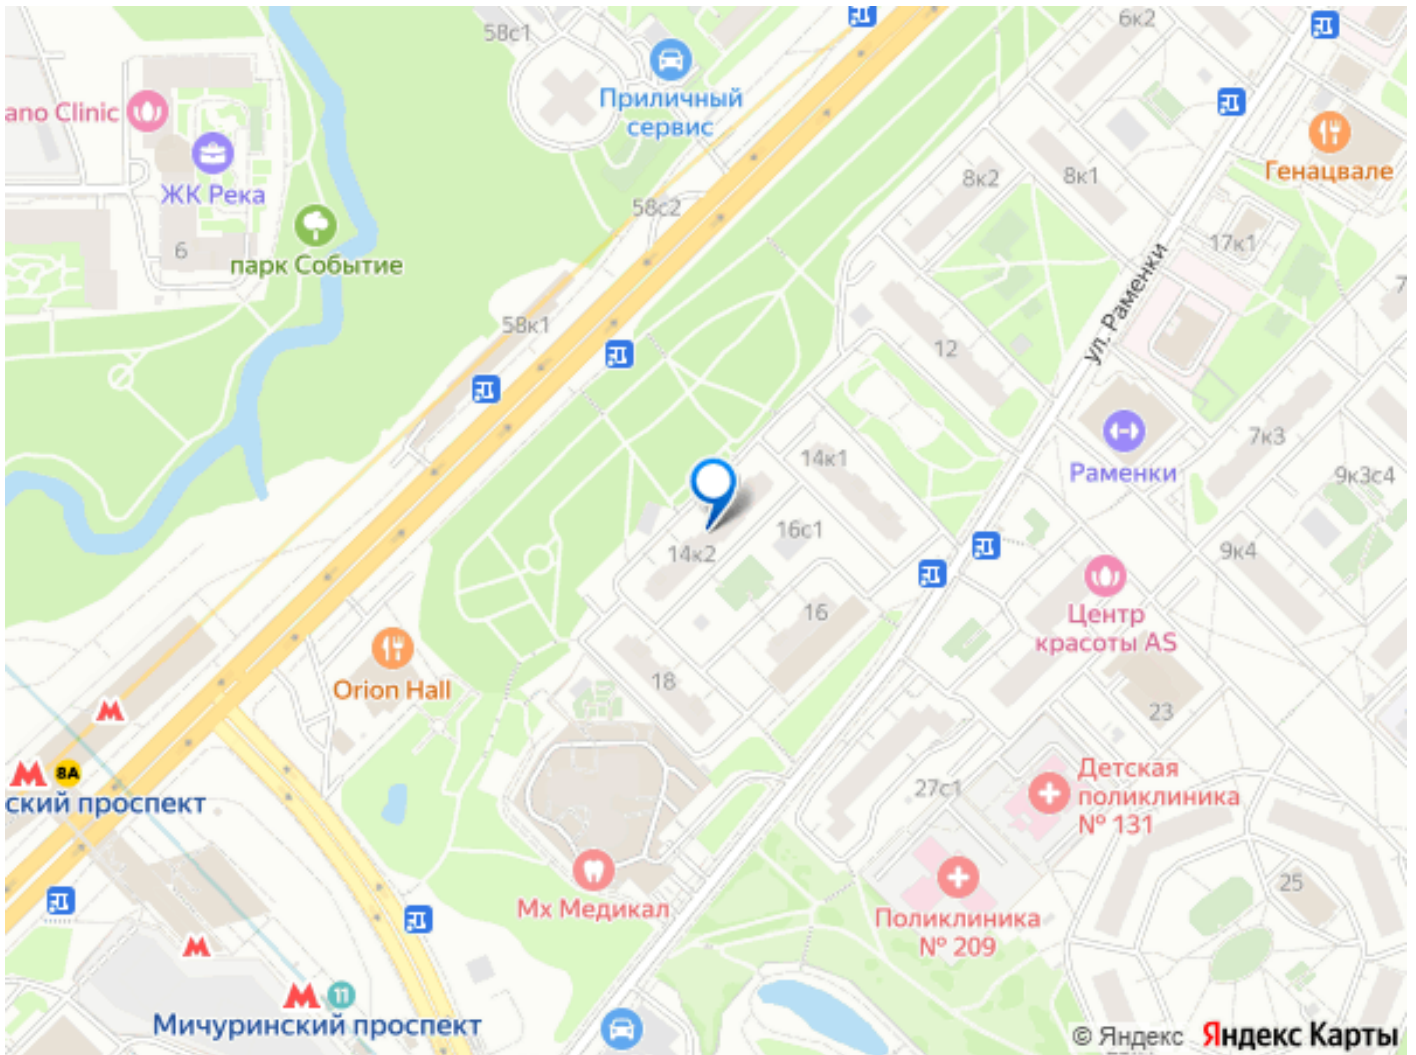 58с1
6к2
Приличный
сервис
ano Clinic
Генацвале
ЖК Река
8к2
8к1
58с2
17к1
6
парк Событие
ул. Раменки
7
58к1
12
7к3
14к1
Раменки
9к3с4
16с1
14к2
9к4
16
Центр
красоты AS
Orion Hall
18
23
8А
ский проспект
27с1
Детская
поликлиника
№ 131
25
Мх Медикал
Поликлиника
№ 209
11
Мичуринский проспект
© Яндекс Яндекс Карты